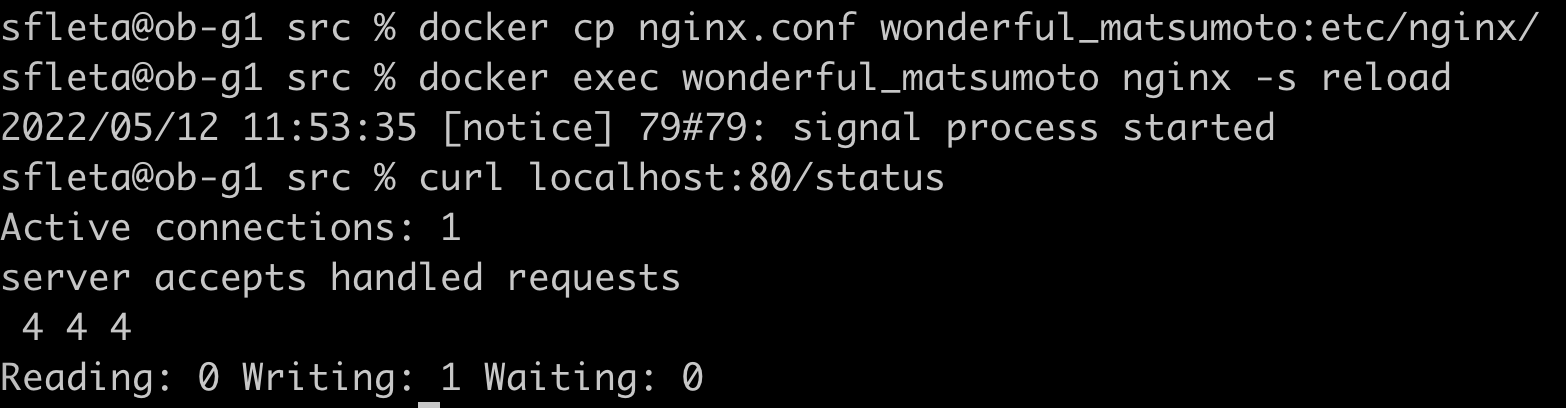 sfleta@ob-g1 src % docker cp nginx.conf wonderful_matsumoto:etc/nginx/
sfleta@ob-g1 src % docker exec wonderful_matsumoto nginx -s reload
2022/05/12 11:53:35 [notice] 79#79: signal process started
sfleta@ob-g1 src % curl localhost:80/status
Active connections: 1
server accepts handled requests
 4 4 4
Reading: 0 Writing: 1 Waiting: 0